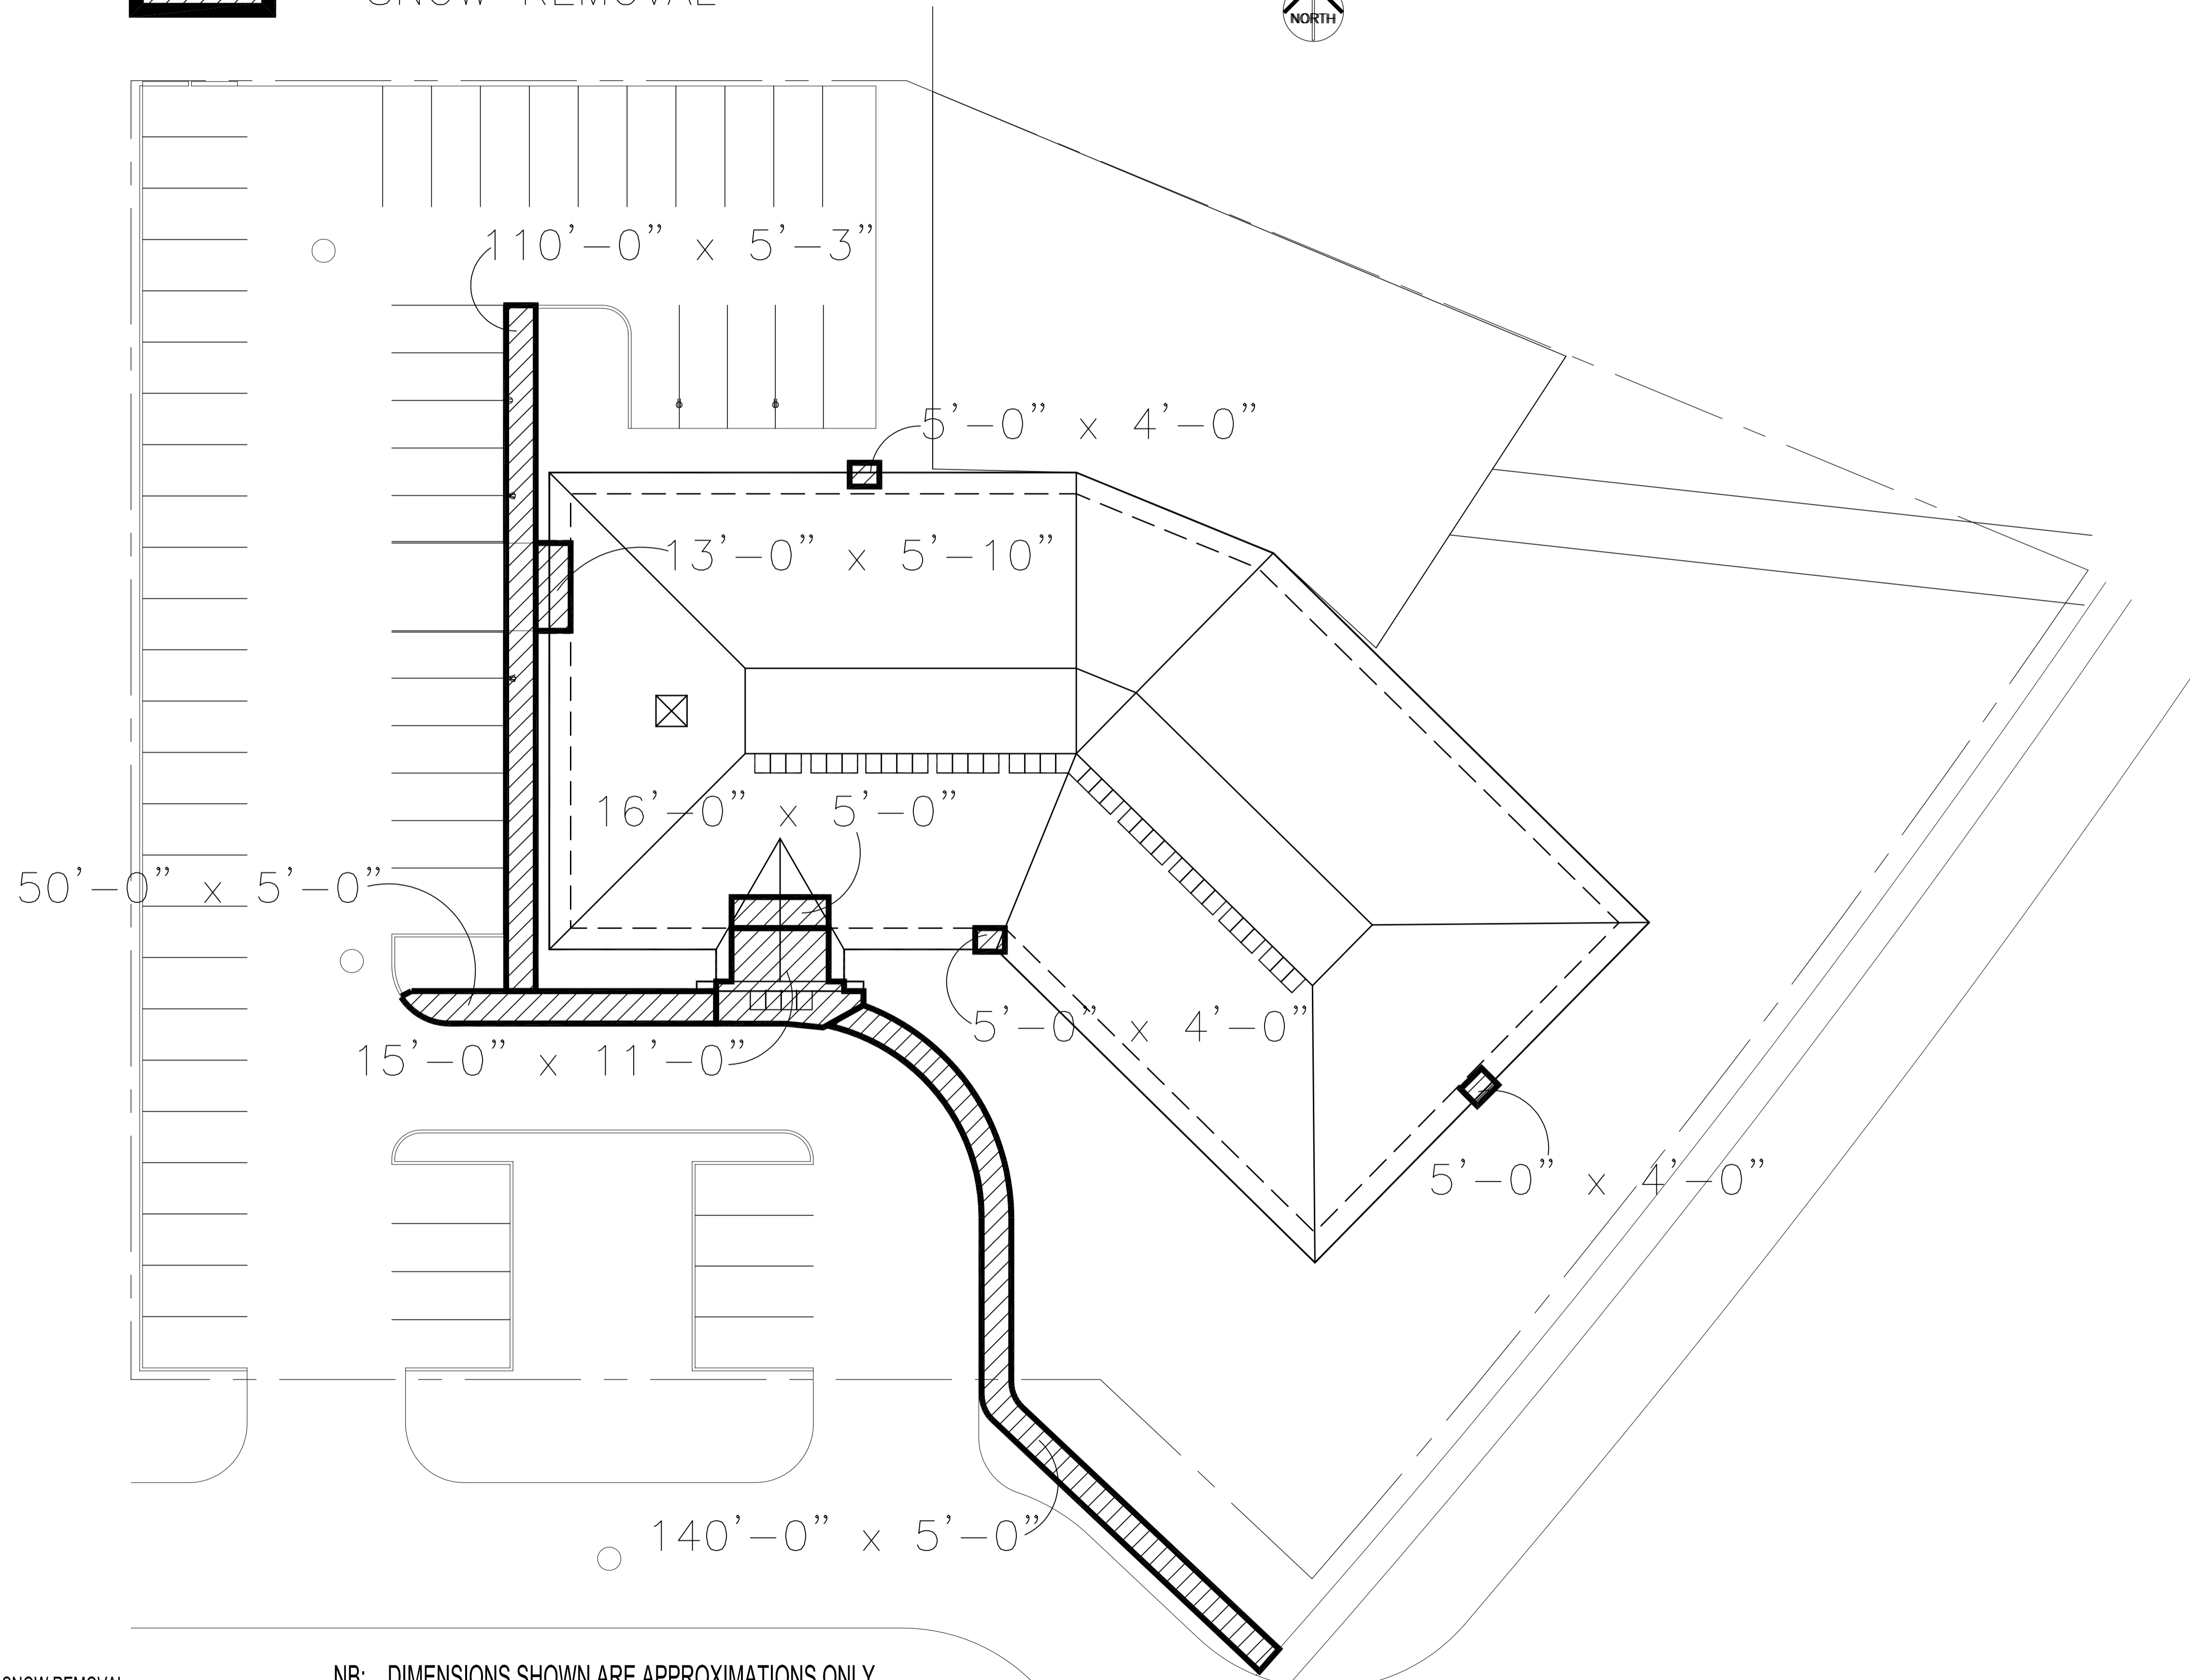 SNOW REMOVAL
NORTH
110'-0" x 5'-3"
5'-0" x 4'-0"
13'-0" x 5'-10"
16'-0" x 5'-0"
50'-0" x 5'-0"
5'-0" x 4'-0"
15'-0" x 11'-0"
5'-0" x 4'-0"
140'-0" x 5'-0"
SNOW REMOVAL
NB: DIMENSIONS SHOWN ARE APPROXIMATIONS ONLY